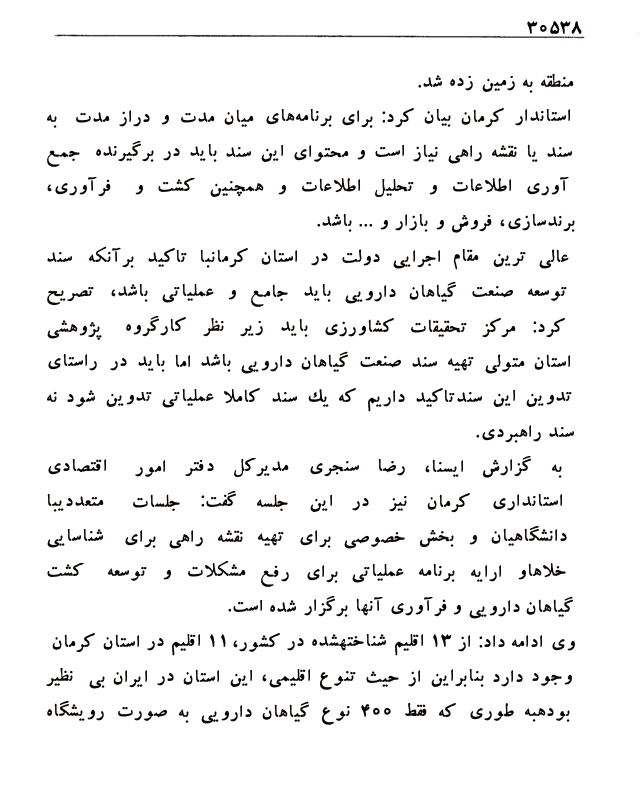 ۳۰۵۳۸
منطقه به زمین زده شد.
استاندار کرمان بیان کرد: برای برنامه‌های میان مدت و دراز مدت به
سند یا نقشه راهی نیاز است و محتوای این سند باید در برگیرنده جمع
آوری اطلاعات و تحلیل اطلاعات و همچنین کشت و فرآوری،
برندسازی، فروش و بازار و ... باشد.
عالی ترین مقام اجرایی دولت در استان کرمانبا تاکید برآنکه سند
توسعه صنعت گیاهان دارویی باید جامع و عملیاتی باشد، تصریح
کرد: مرکز تحقیقات کشاورزی باید زیر نظر کارگروه پژوهشی
استان متولی تهیه سند صنعت گیاهان دارویی باشد اما باید در راستای
تدوین این سندتاکید داریم که یك سند کاملا عملیاتی تدوین شود نه
سند راهبردی.
به گزارش ایسنا، رضا سنجری مدیرکل دفتر امور اقتصادی
استانداری کرمان نیز در این جلسه گفت: جلسات متعددیبا
دانشگاهیان و بخش خصوصی برای تهیه نقشه راهی برای شناسایی
خلاهاو ارایه برنامه عملیاتی برای رفع مشکلات و توسعه کشت
گیاهان دارویی و فرآوری آنها برگزار شده است.
وی ادامه داد: از ۱۳ اقلیم شناختهشده در کشور، ۱۱ اقلیم در استان کرمان
وجود دارد بنابراین از حیث تنوع اقلیمی، این استان در ایران بی نظیر
بودهبه طوری که فقط ۴۰۰ نوع گیاهان دارویی به صورت رویشگاه